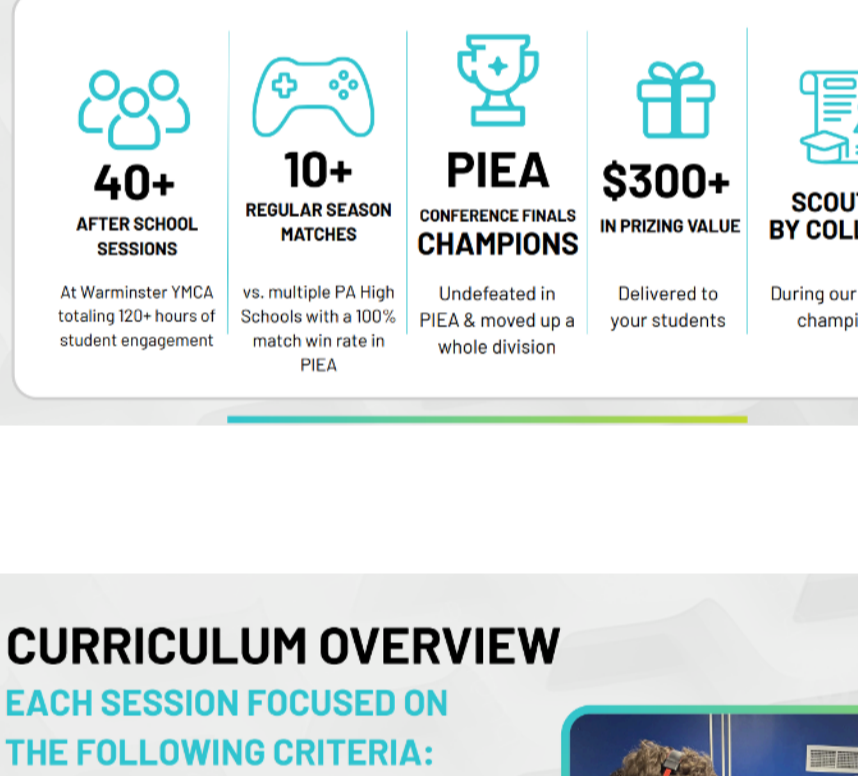 40+
AFTER SCHOOL
SESSIONS
At Warminster YMCA
totaling 120+ hours of
student engagement
10+
REGULAR SEASON
MATCHES
vs. multiple PA High
Schools with a 100%
match win rate in
PIEA
PIEA
CONFERENCE FINALS
CHAMPIONS
Undefeated in
PIEA & moved up a
whole division
$300+
IN PRIZING VALUE
Delivered to
your students
BY
During our
CURRICULUM OVERVIEW
EACH SESSION FOCUSED ON
THE FOLLOWING CRITERIA: